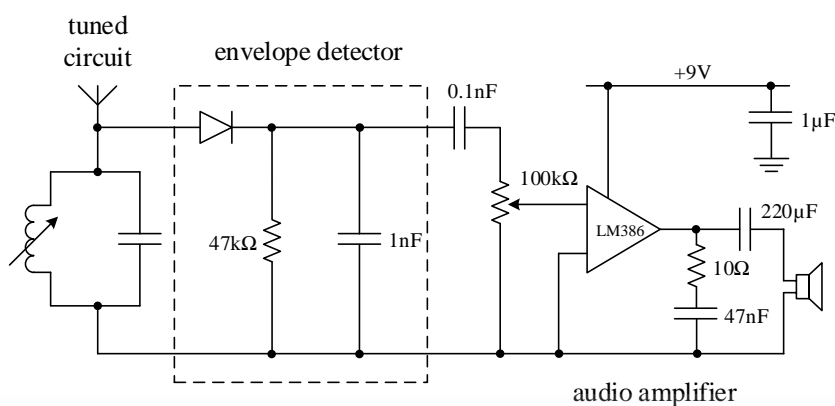 tuned
circuit
envelope detector
0.1nF
+9V
1µF
100kΩ
220µF
LM386
47kΩ
1nF
10Ω
47nF
audio amplifier